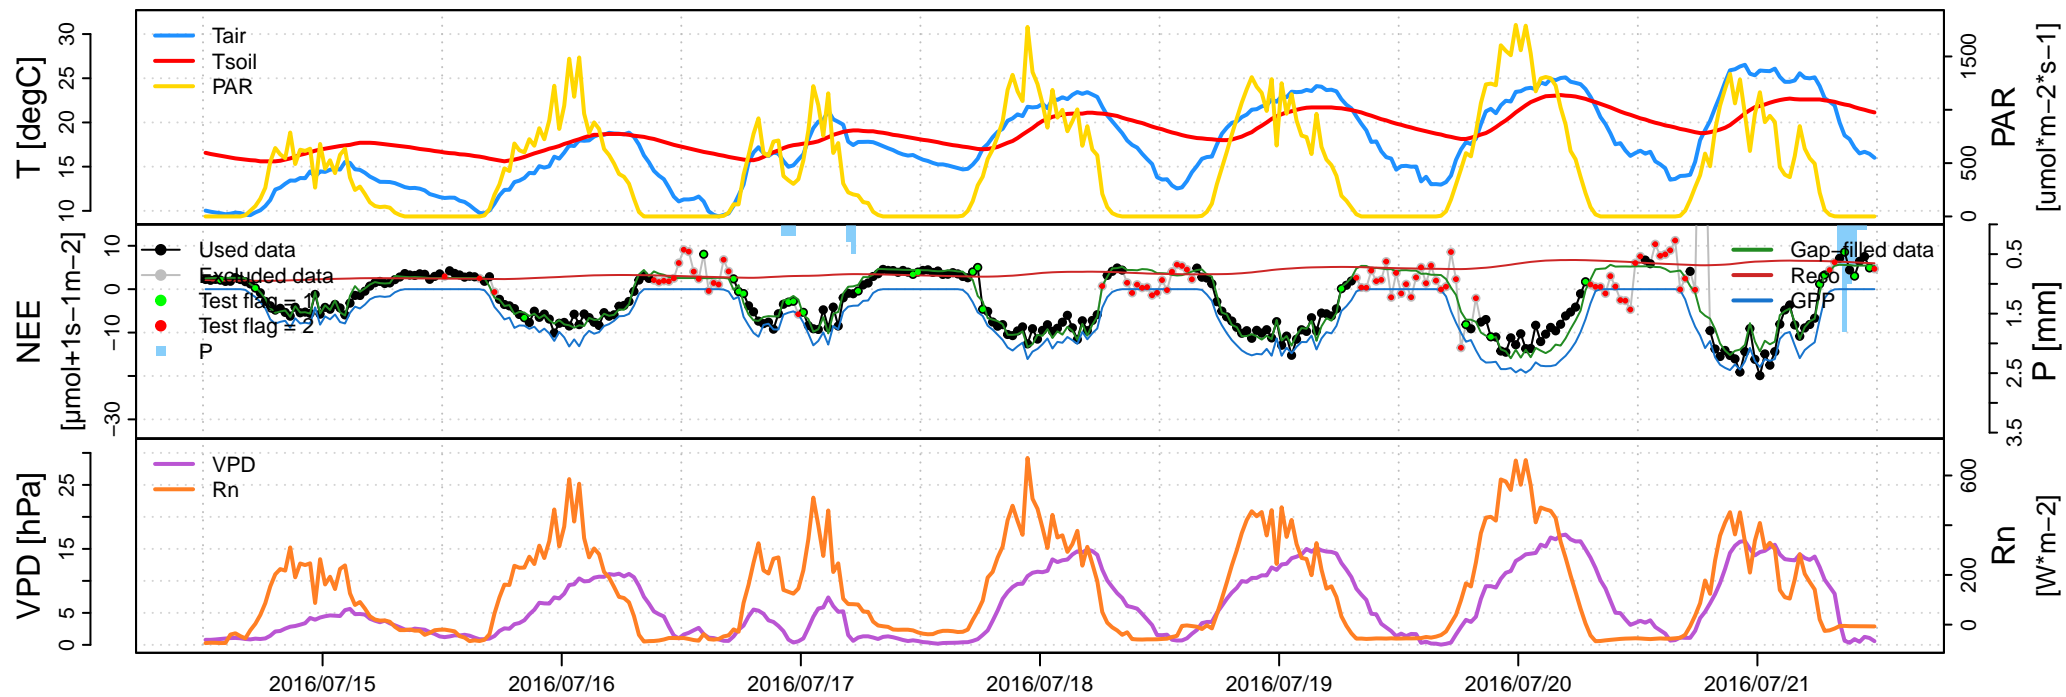 T [degC]
10
15
20
25
30
Tair
Tsoil
PAR
0
500
1500
PAR
[umol*m−2*s−1]
NEE
[µmol+1s−1m−2]
−30
−10
0
10
Used data
Excluded data
Test flag = 1
Test flag = 2
P
Gap−filled data
Reco
GPP
0.5
1.5
2.5
3.5
P [mm]
VPD [hPa]
0
5
15
25
VPD
Rn
0
200
600
Rn
[W*m−2]
2016/07/15
2016/07/16
2016/07/17
2016/07/18
2016/07/19
2016/07/20
2016/07/21